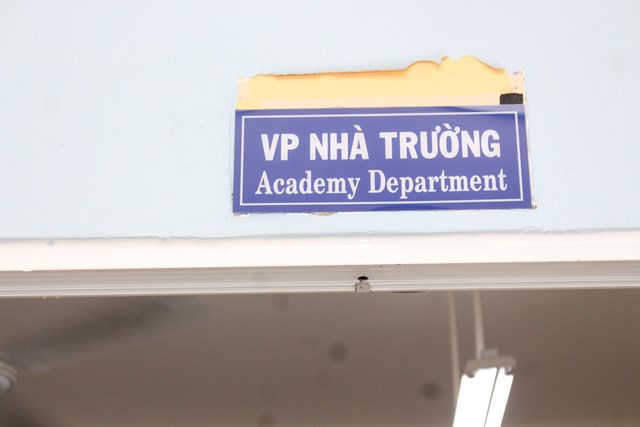 VP NHÀ TRƯỜNG
Academy Department